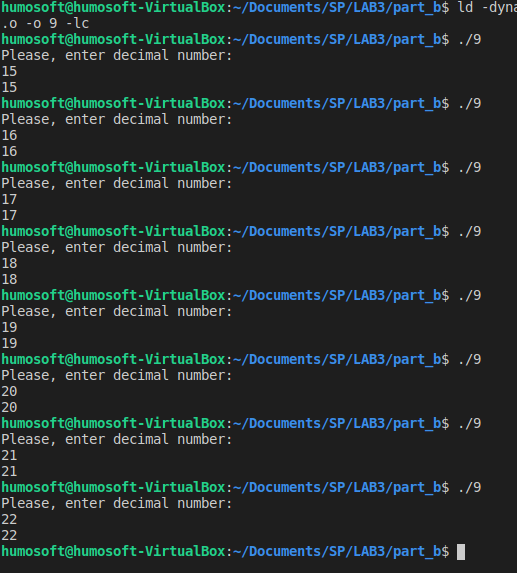 humosoft@humosoft-VirtualBox:~/Documents/SP/LAB3/part_b$ ld -dyna
.o -o 9 -lc
humosoft@humosoft-VirtualBox:~/Documents/SP/LAB3/part_b$ ./9
Please, enter decimal number:
15
15
humosoft@humosoft-VirtualBox:~/Documents/SP/LAB3/part_b$ ./9
Please, enter decimal number:
16
16
humosoft@humosoft-VirtualBox:~/Documents/SP/LAB3/part_b$ ./9
Please, enter decimal number:
17
17
humosoft@humosoft-VirtualBox:~/Documents/SP/LAB3/part_b$ ./9
Please, enter decimal number:
18
18
humosoft@humosoft-VirtualBox:~/Documents/SP/LAB3/part_b$ ./9
Please, enter decimal number:
19
19
humosoft@humosoft-VirtualBox:~/Documents/SP/LAB3/part_b$ ./9
Please, enter decimal number:
20
20
humosoft@humosoft-VirtualBox:~/Documents/SP/LAB3/part_b$ ./9
Please, enter decimal number:
21
21
humosoft@humosoft-VirtualBox:~/Documents/SP/LAB3/part_b$ ./9
Please, enter decimal number:
22
22
humosoft@humosoft-VirtualBox:~/Documents/SP/LAB3/part_b$